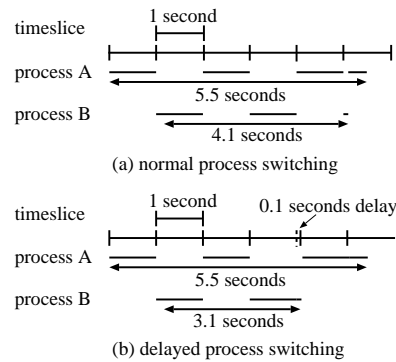 1 second
timeslice
process A
5.5 seconds
process B
4.1 seconds
(a) normal process switching
1 second
timeslice
0.1 seconds delay
process A
5.5 seconds
process B
3.1 seconds
(b) delayed process switching